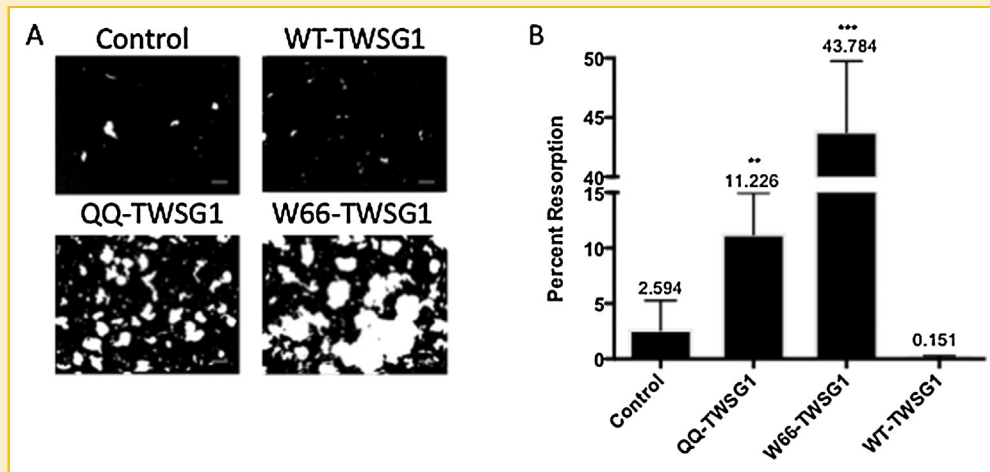 A
Control
WT-TWSG1
QQ-TWSG1
W66-TWSG1
B
Percent Resorption
50
45
40
15
10
5
0
2.594
**
11.226
***
43.784
0.151
Control
QQ-TWSG1
W66-TWSG1
WT-TWSG1